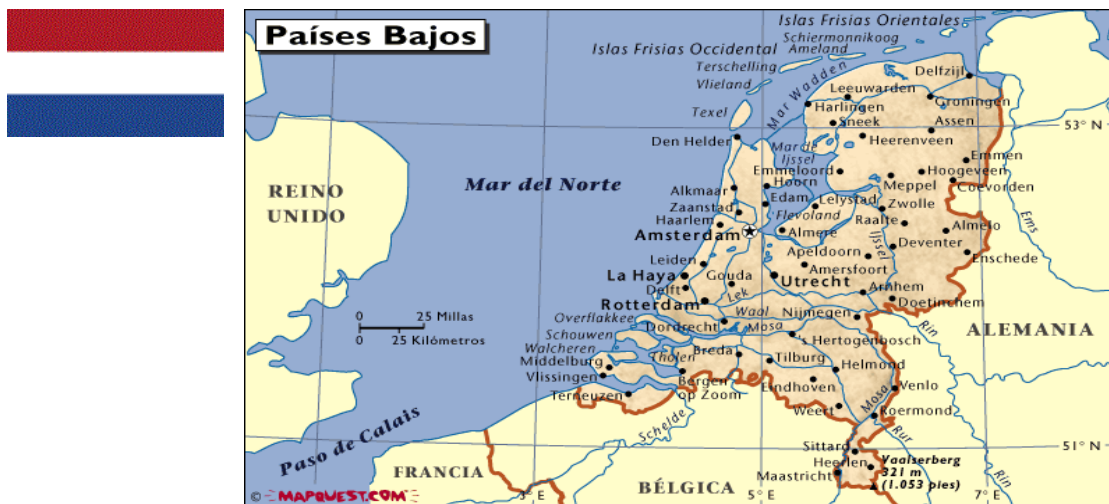 Países Bajos
Islas Frisias Orientales
Schiermonnikoog
Islas Frisias Occidental
Ameland
Terschelling
Vlieland
Texel
Mar Wadden
Delfzijl
Leeuwarden
Harlingen
Groningen
Sneek
Assen
53° N
Den Helder
Heerenveen
Mar de
Ijssel
Emmen
Emmeloord
Hoogeveen
Hoorn
Meppel
Coevorden
REINO
UNIDO
Mar del Norte
Alkmaar
Edam
Lelystad
Zwolle
Zaanstad
Flevoland
Raalte
Haarlem
Amsterdam
Almere
Ijssel
Almelo
Ems
Deventer
Apeldoorn
Enschede
Leiden
Amersfoort
La Haya
Gouda
Utrecht
Delft
Lek
Arnhem
Rotterdam
Doetinchem
0 25 Millas
0 25 Kilómetros
Overflakkee
Dordrecht
Waal
Nijmegen
Rin
ALEMANIA
Schouwen
Mosa
's Hertogenbosch
Walcheren
Tholen
Breda
Tilburg
Middelburg
Helmond
Vlissingen
Bergen
op Zoom
Eindhoven
Venlo
Terneuzen
Mosa
Weert
Roermond
Paso de Calais
Schelde
Rur
Sittard
51° N
FRANCIA
Heerlen
Vaalserberg
321 m
(1.053 pies)
Maastricht
BÉLGICA
Rin
© MAPQUEST.COM
3° E
5° E
7° E